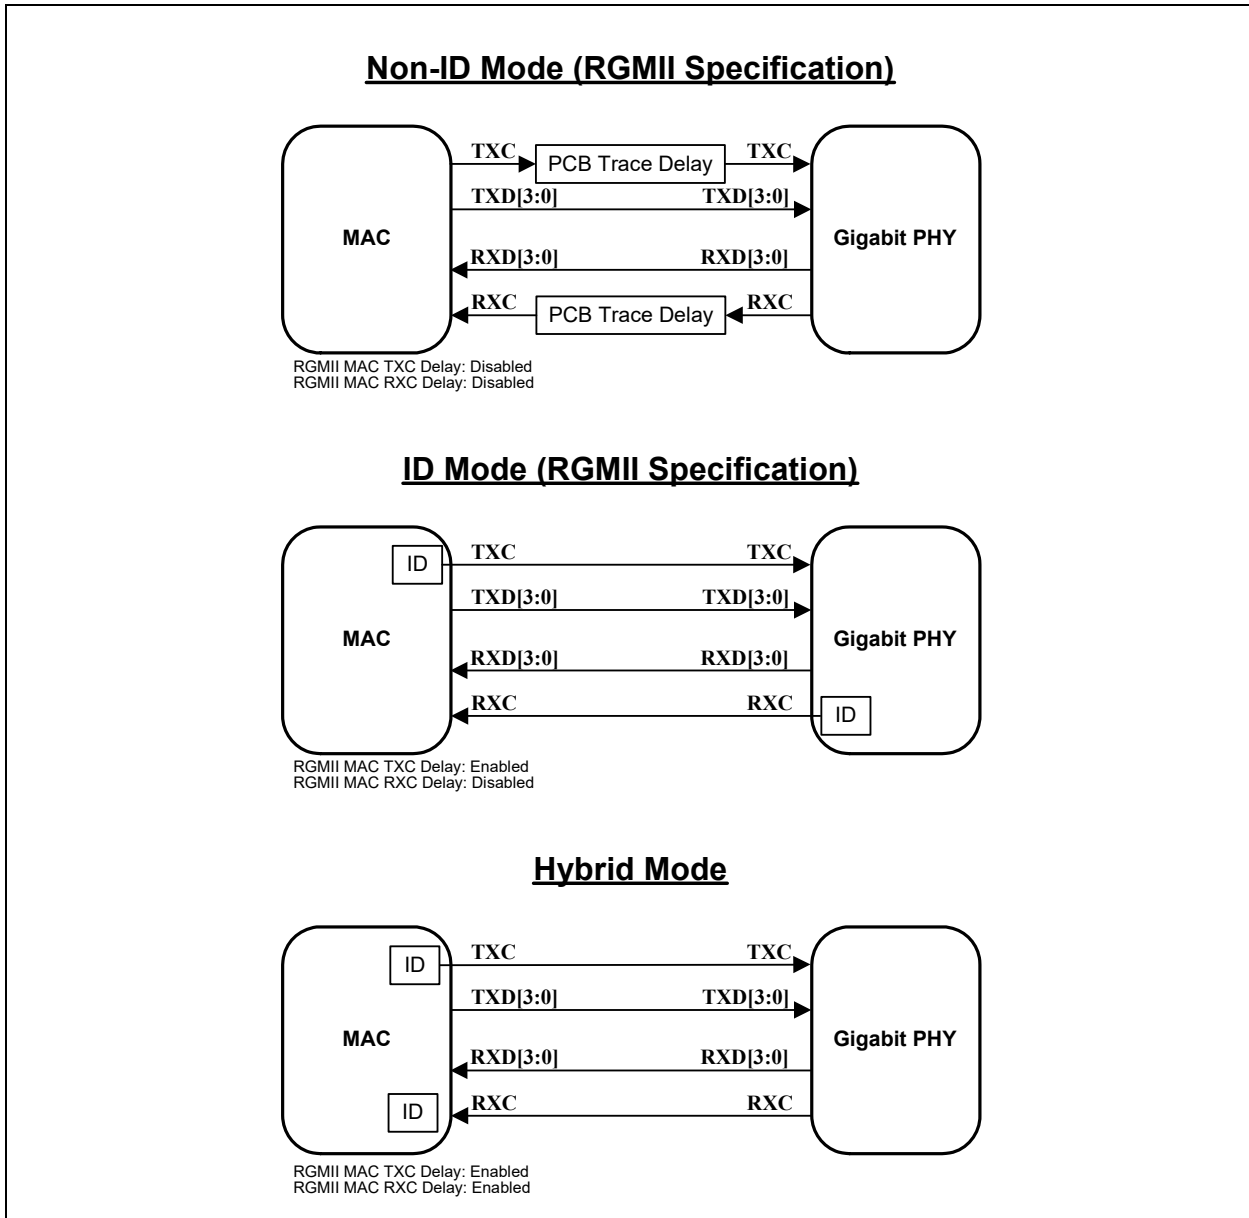 Non-ID Mode (RGMII Specification)
TXC PCB Trace Delay TXC
TXD[3:0] TXD[3:0]
MAC Gigabit PHY
RXD[3:0] RXD[3:0]
RXC PCB Trace Delay RXC
RGMII MAC TXC Delay: Disabled
RGMII MAC RXC Delay: Disabled
ID Mode (RGMII Specification)
ID TXC TXC
TXD[3:0] TXD[3:0]
MAC Gigabit PHY
RXD[3:0] RXD[3:0]
RXC RXC ID
RGMII MAC TXC Delay: Enabled
RGMII MAC RXC Delay: Disabled
Hybrid Mode
ID TXC TXC
TXD[3:0] TXD[3:0]
MAC Gigabit PHY
RXD[3:0] RXD[3:0]
ID RXC RXC
RGMII MAC TXC Delay: Enabled
RGMII MAC RXC Delay: Enabled